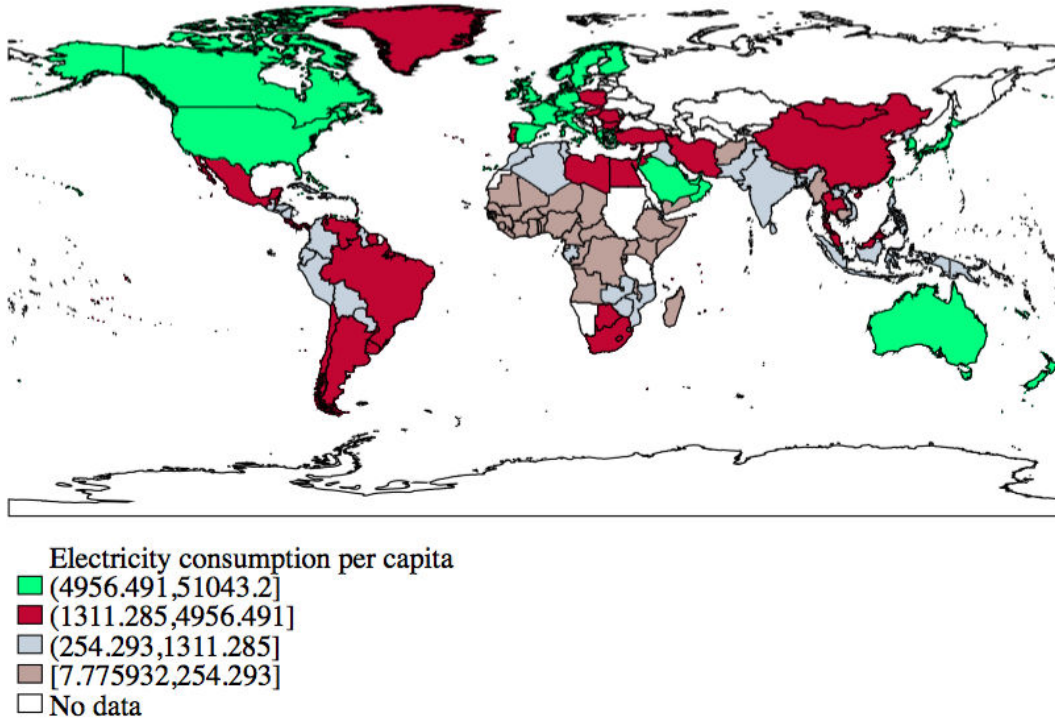 Electricity consumption per capita
(4956.491,51043.2]
(1311.285,4956.491]
(254.293,1311.285]
[7.775932,254.293]
No data